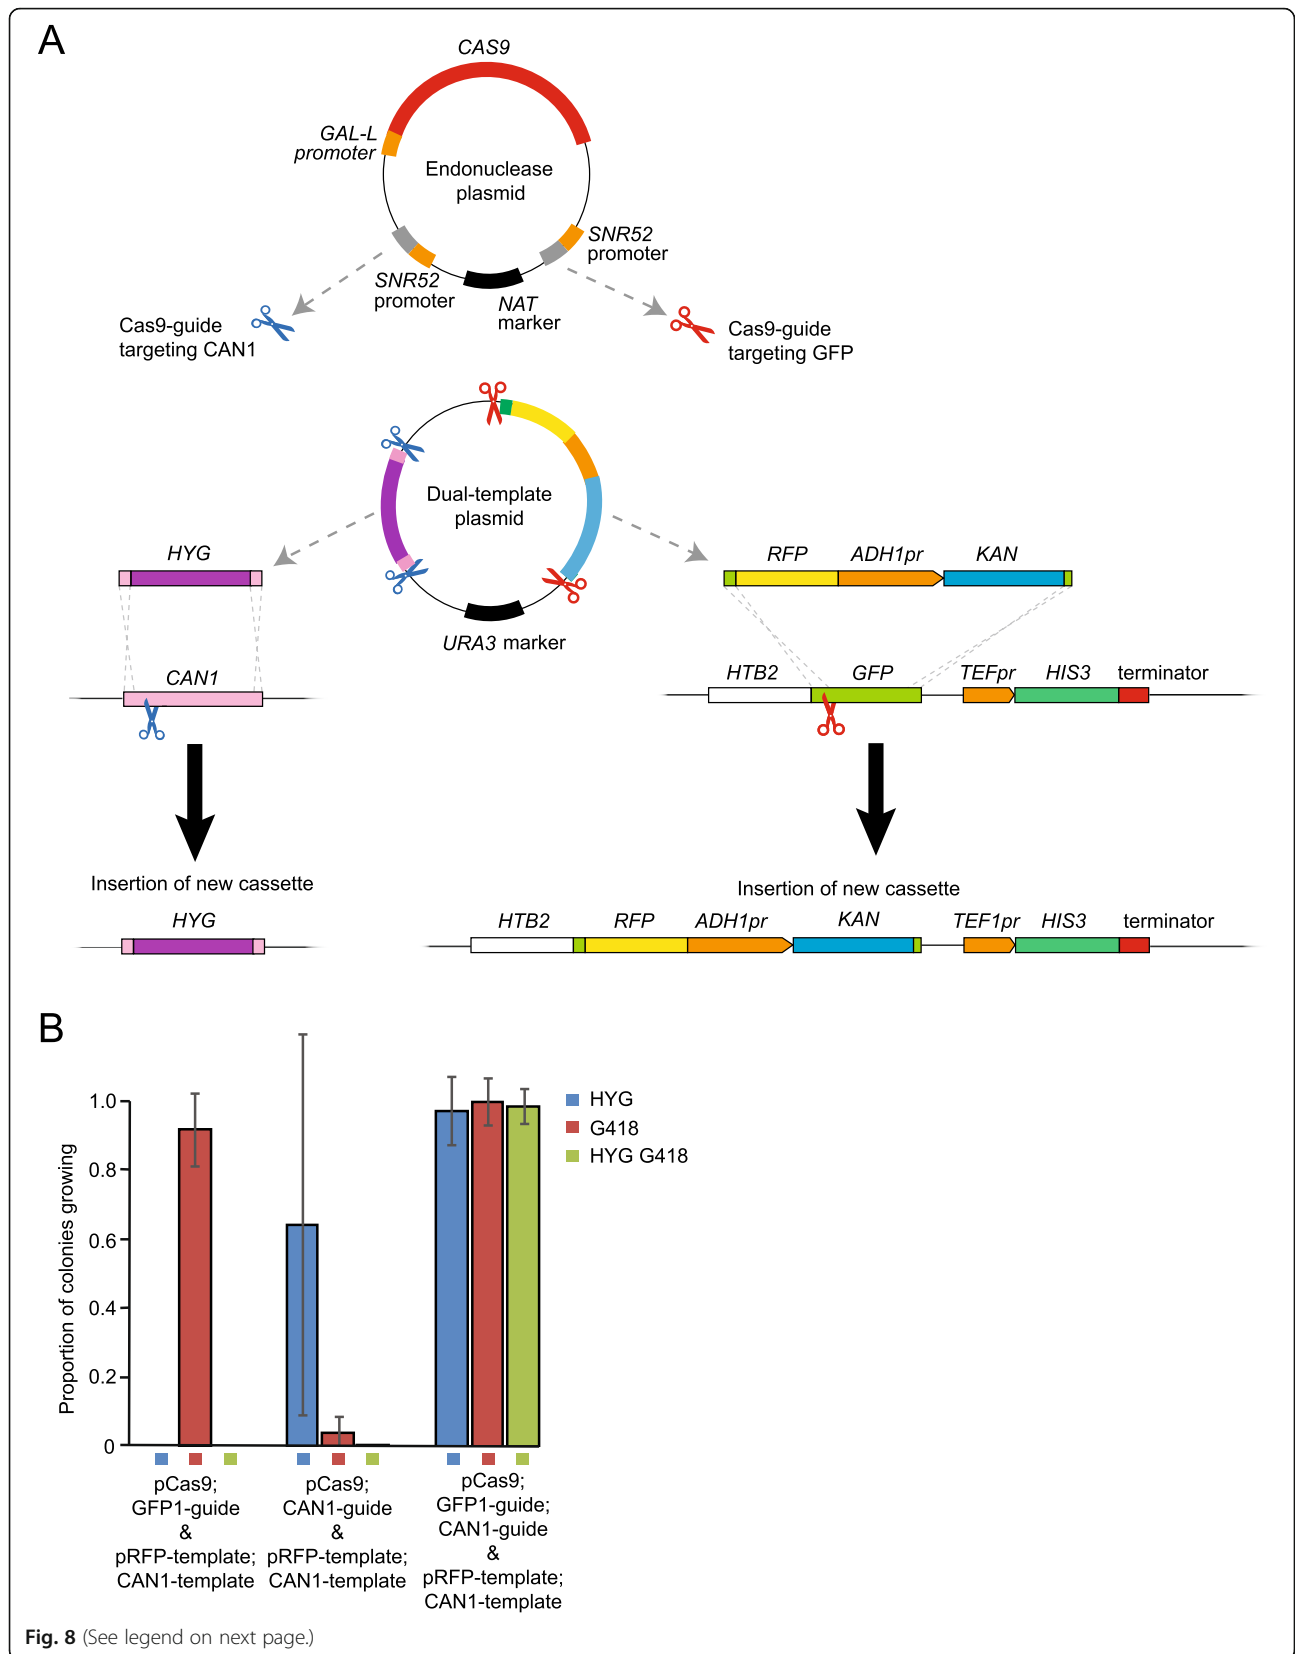 A
CAS9
GAL-L
promoter
Endonuclease
plasmid
SNR52
promoter
SNR52
promoter
NAT
marker
Cas9-guide
targeting CAN1
Cas9-guide
targeting GFP
Dual-template
plasmid
URA3 marker
HYG
RFP ADH1pr KAN
CAN1
HTB2 GFP TEFpr HIS3 terminator
Insertion of new cassette
Insertion of new cassette
HYG
HTB2 RFP ADH1pr KAN TEF1pr HIS3 terminator
B
Proportion of colonies growing
1.0
0.8
0.6
0.4
0.2
0
HYG
G418
HYG G418
pCas9;
GFP1-guide
&
pRFP-template;
CAN1-template
pCas9;
CAN1-guide
&
pRFP-template;
CAN1-template
pCas9;
GFP1-guide;
CAN1-guide
&
pRFP-template;
CAN1-template
Fig. 8 (See legend on next page.)